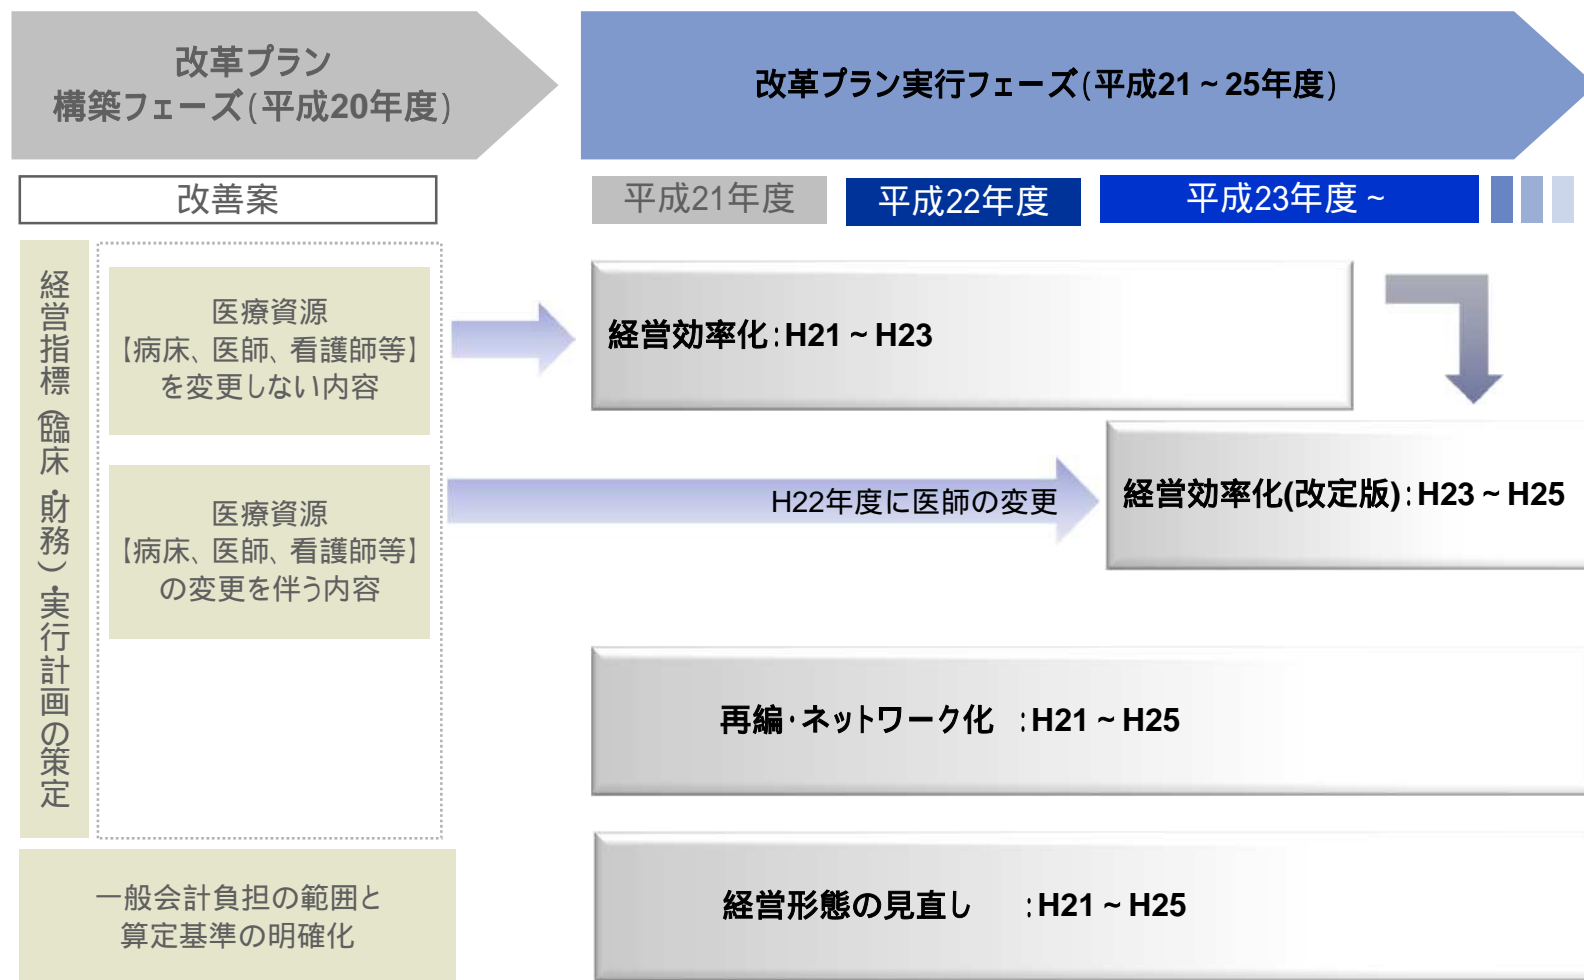 改革プラン
構築フェーズ(平成20年度)
改革プラン実行フェーズ(平成21~25年度)
改善案
平成21年度
平成22年度
平成23年度~
経営指標(臨床・財務)・実行計画の策定
医療資源
【病床、医師、看護師等】
を変更しない内容
経営効率化:H21~H23
医療資源
【病床、医師、看護師等】
の変更を伴う内容
H22年度に医師の変更
経営効率化(改定版):H23~H25
再編・ネットワーク化 :H21~H25
一般会計負担の範囲と
算定基準の明確化
経営形態の見直し :H21~H25